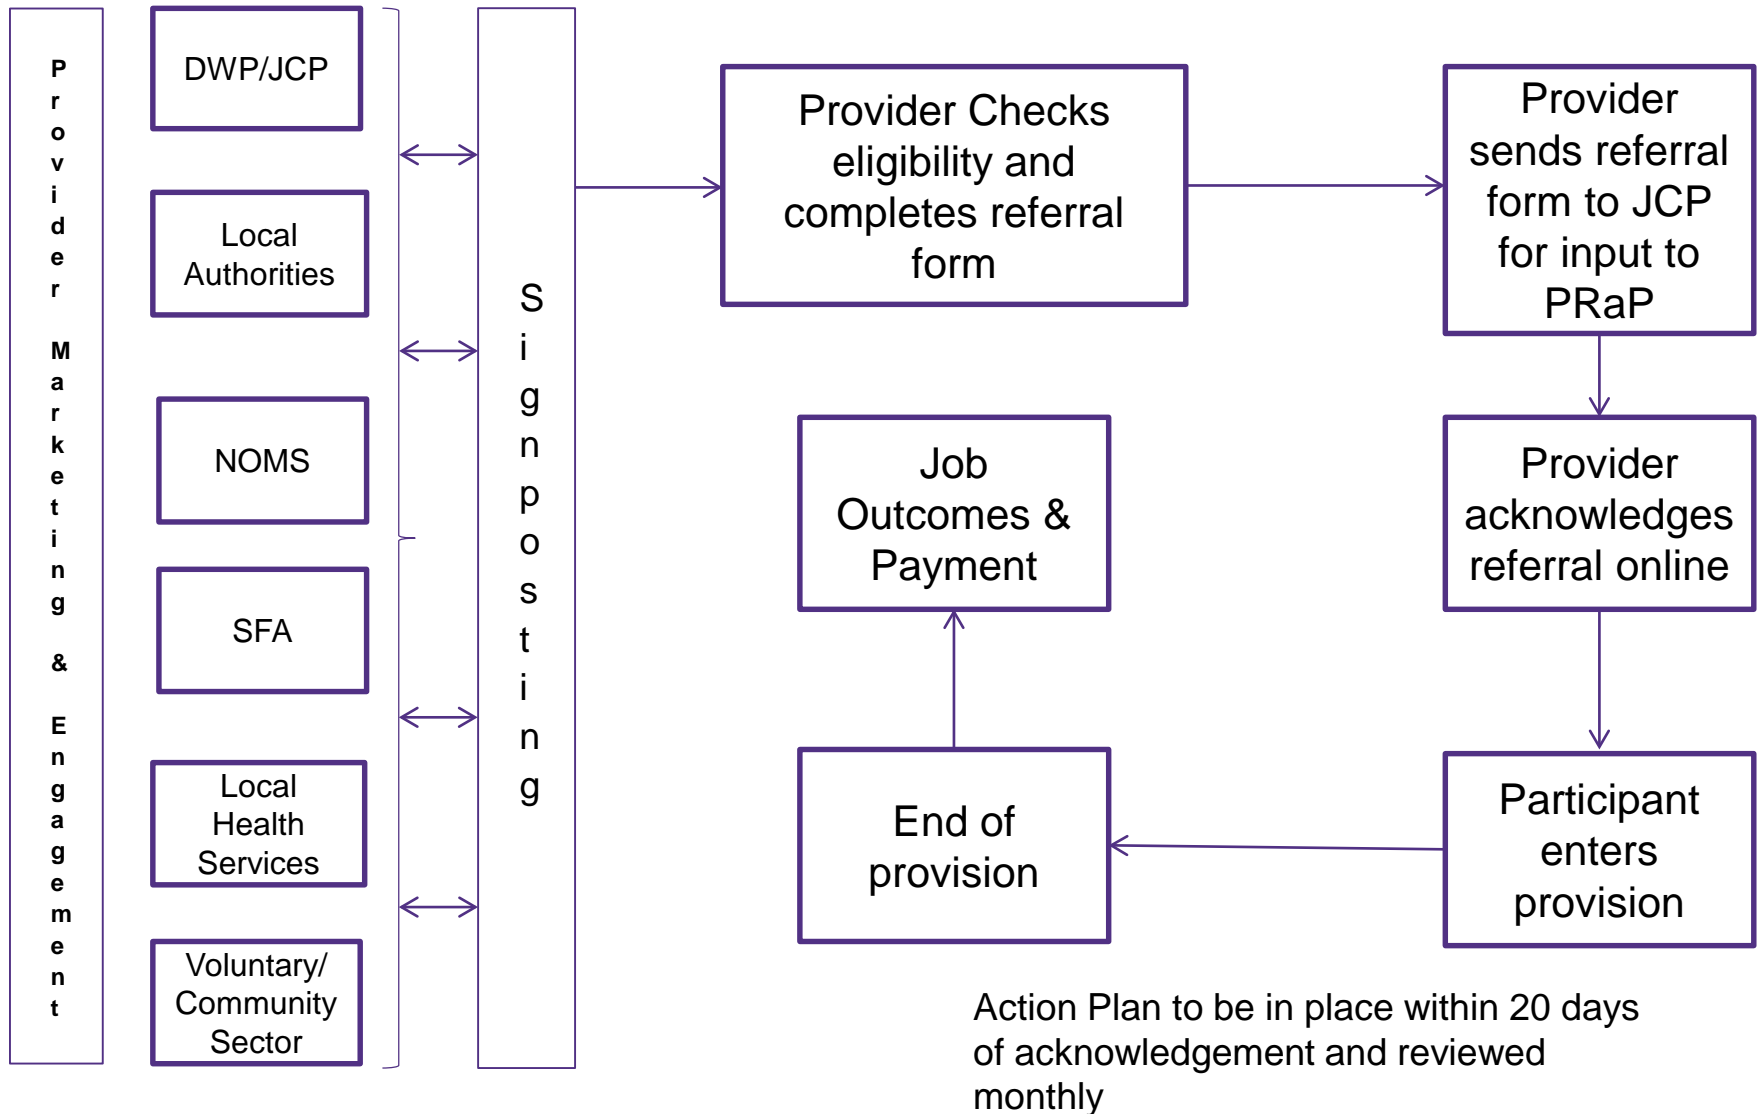 Provider Marketing & Engagement
DWP/JCP
Local
Authorities
NOMS
SFA
Local
Health
Services
Voluntary/
Community
Sector
Signposting
Provider Checks
eligibility and
completes referral
form
Provider
sends referral
form to JCP
for input to
PRaP
Provider
acknowledges
referral online
Participant
enters
provision
End of
provision
Job
Outcomes &
Payment
Action Plan to be in place within 20 days
of acknowledgement and reviewed
monthly